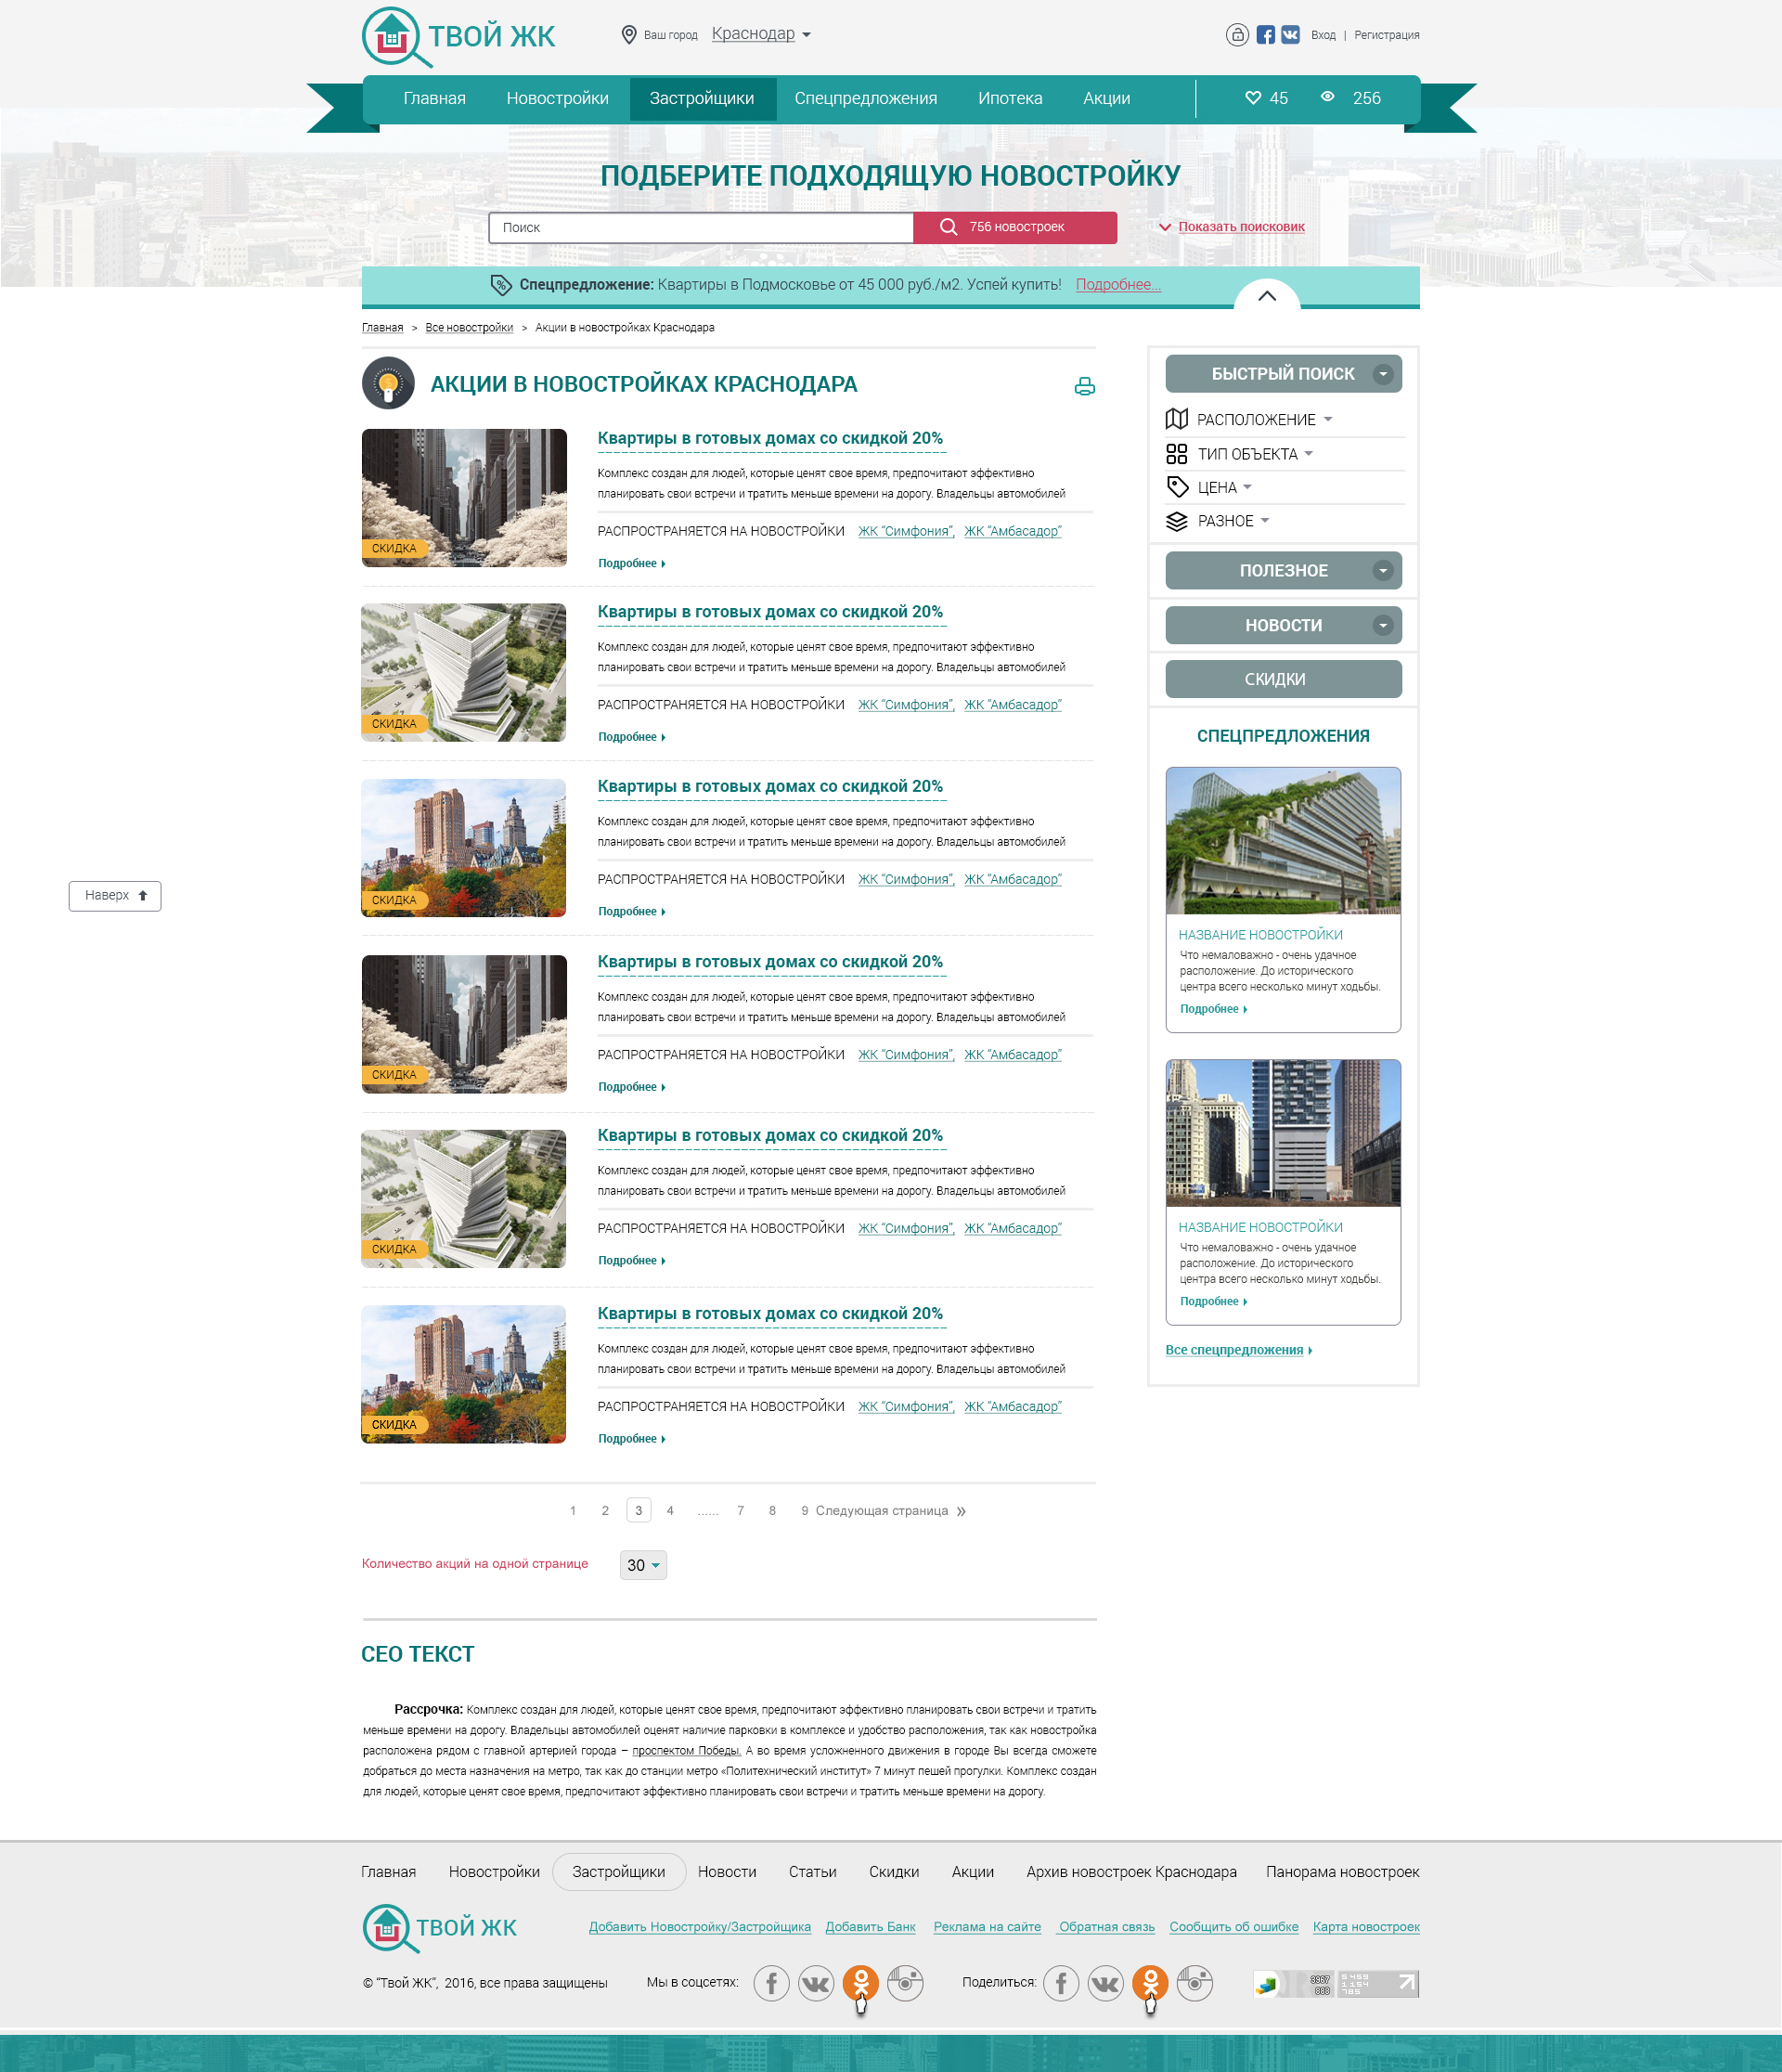 ТВОЙ ЖК
Ваш город Краснодар
Вход | Регистрация
Главная Новостройки Застройщики Спецпредложения Ипотека Акции 45 256
ПОДБЕРИТЕ ПОДХОДЯЩУЮ НОВОСТРОЙКУ
Поиск 756 новостроек Показать поисковик
% Спецпредложение: Квартиры в Подмосковье от 45 000 руб./м2. Успей купить! Подробнее...
Главная > Все новостройки > Акции в новостройках Краснодара
АКЦИИ В НОВОСТРОЙКАХ КРАСНОДАРА
Квартиры в готовых домах со скидкой 20%
Комплекс создан для людей, которые ценят свое время, предпочитают эффективно
планировать свои встречи и тратить меньше времени на дорогу. Владельцы автомобилей
РАСПРОСТРАНЯЕТСЯ НА НОВОСТРОЙКИ ЖК "Симфония", ЖК "Амбасадор"
СКИДКА
Подробнее
Квартиры в готовых домах со скидкой 20%
Комплекс создан для людей, которые ценят свое время, предпочитают эффективно
планировать свои встречи и тратить меньше времени на дорогу. Владельцы автомобилей
РАСПРОСТРАНЯЕТСЯ НА НОВОСТРОЙКИ ЖК "Симфония", ЖК "Амбасадор"
СКИДКА
Подробнее
Квартиры в готовых домах со скидкой 20%
Комплекс создан для людей, которые ценят свое время, предпочитают эффективно
планировать свои встречи и тратить меньше времени на дорогу. Владельцы автомобилей
РАСПРОСТРАНЯЕТСЯ НА НОВОСТРОЙКИ ЖК "Симфония", ЖК "Амбасадор"
СКИДКА
Подробнее
Квартиры в готовых домах со скидкой 20%
Комплекс создан для людей, которые ценят свое время, предпочитают эффективно
планировать свои встречи и тратить меньше времени на дорогу. Владельцы автомобилей
РАСПРОСТРАНЯЕТСЯ НА НОВОСТРОЙКИ ЖК "Симфония", ЖК "Амбасадор"
СКИДКА
Подробнее
Квартиры в готовых домах со скидкой 20%
Комплекс создан для людей, которые ценят свое время, предпочитают эффективно
планировать свои встречи и тратить меньше времени на дорогу. Владельцы автомобилей
РАСПРОСТРАНЯЕТСЯ НА НОВОСТРОЙКИ ЖК "Симфония", ЖК "Амбасадор"
СКИДКА
Подробнее
Квартиры в готовых домах со скидкой 20%
Комплекс создан для людей, которые ценят свое время, предпочитают эффективно
планировать свои встречи и тратить меньше времени на дорогу. Владельцы автомобилей
РАСПРОСТРАНЯЕТСЯ НА НОВОСТРОЙКИ ЖК "Симфония", ЖК "Амбасадор"
СКИДКА
Подробнее
Наверх
БЫСТРЫЙ ПОИСК
РАСПОЛОЖЕНИЕ
ТИП ОБЪЕКТА
ЦЕНА
РАЗНОЕ
ПОЛЕЗНОЕ
НОВОСТИ
СКИДКИ
СПЕЦПРЕДЛОЖЕНИЯ
НАЗВАНИЕ НОВОСТРОЙКИ
Что немаловажно - очень удачное
расположение. До исторического
центра всего несколько минут ходьбы.
Подробнее
НАЗВАНИЕ НОВОСТРОЙКИ
Что немаловажно - очень удачное
расположение. До исторического
центра всего несколько минут ходьбы.
Подробнее
Все спецпредложения
1 2 3 4 ...... 7 8 9 Следующая страница »
Количество акций на одной странице 30
СЕО ТЕКСТ
Рассрочка: Комплекс создан для людей, которые ценят свое время, предпочитают эффективно планировать свои встречи и тратить
меньше времени на дорогу. Владельцы автомобилей оценят наличие парковки в комплексе и удобство расположения, так как новостройка
расположена рядом с главной артерией города – проспектом Победы. А во время усложненного движения в городе Вы всегда сможете
добраться до места назначения на метро, так как до станции метро «Политехнический институт» 7 минут пешей прогулки. Комплекс создан
для людей, которые ценят свое время, предпочитают эффективно планировать свои встречи и тратить меньше времени на дорогу.
Главная Новостройки Застройщики Новости Статьи Скидки Акции Архив новостроек Краснодара Панорама новостроек
ТВОЙ ЖК
Добавить Новостройку/Застройщика Добавить Банк Реклама на сайте Обратная связь Сообщить об ошибке Карта новостроек
© "Твой ЖК", 2016, все права защищены Мы в соцсетях: Поделиться:
3967
5459
1154
785